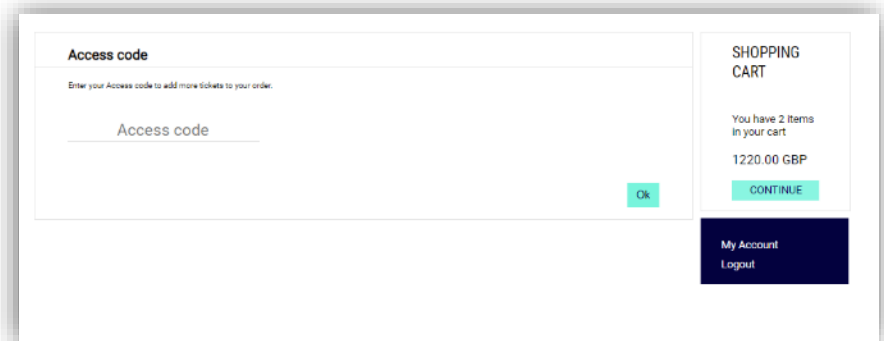 Access code
Enter your Access code to add more tickets to your order.
Access code
Ok
SHOPPING
CART
You have 2 items
in your cart
1220.00 GBP
CONTINUE
My Account
Logout